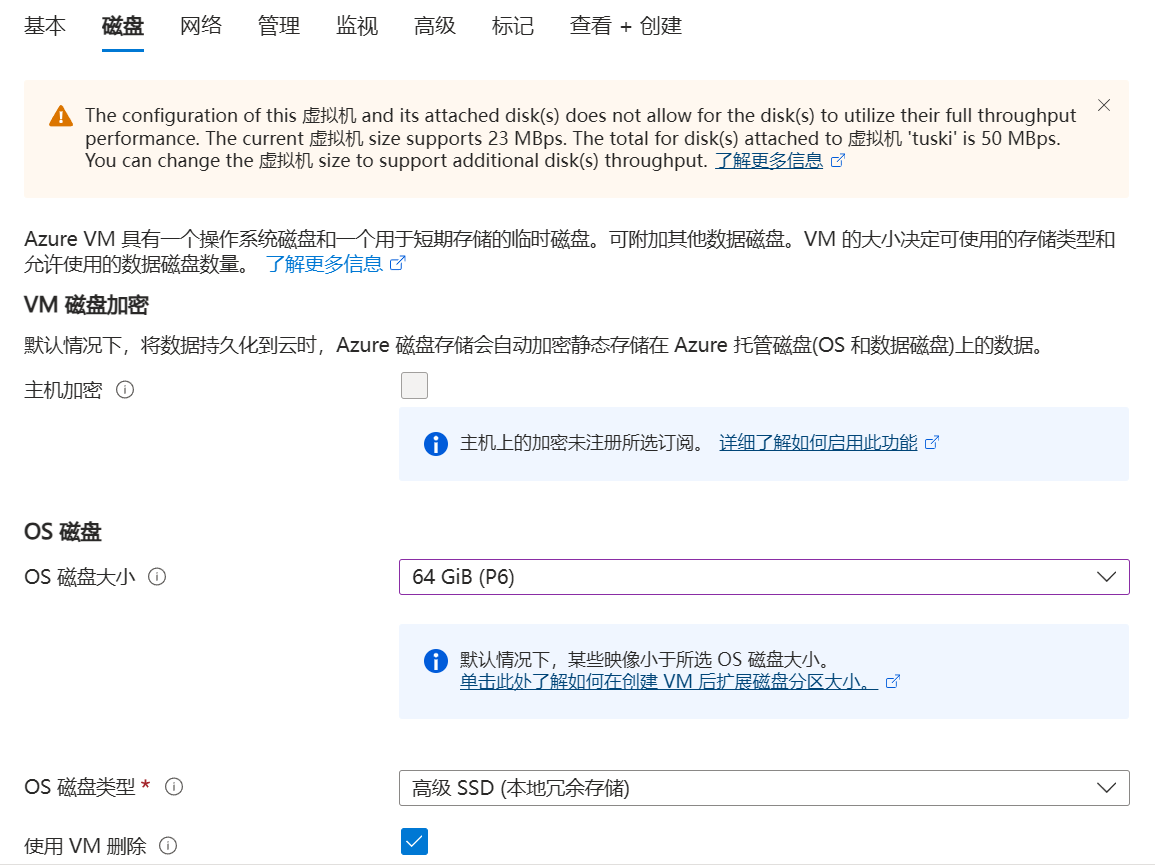 基本 磁盘 网络 管理 监视 高级 标记 查看 + 创建
The configuration of this 虚拟机 and its attached disk(s) does not allow for the disk(s) to utilize their full throughput
performance. The current 虚拟机 size supports 23 MBps. The total for disk(s) attached to 虚拟机 'tuski' is 50 MBps.
You can change the 虚拟机 size to support additional disk(s) throughput. 了解更多信息
Azure VM 具有一个操作系统磁盘和一个用于短期存储的临时磁盘。可附加其他数据磁盘。VM 的大小决定可使用的存储类型和
允许使用的数据磁盘数量。 了解更多信息
VM 磁盘加密
默认情况下，将数据持久化到云时，Azure 磁盘存储会自动加密静态存储在 Azure 托管磁盘(OS 和数据磁盘)上的数据。
主机加密
主机上的加密未注册所选订阅。 详细了解如何启用此功能
OS 磁盘
OS 磁盘大小 64 GiB (P6)
默认情况下，某些映像小于所选 OS 磁盘大小。
单击此处了解如何在创建 VM 后扩展磁盘分区大小。
OS 磁盘类型 * 高级 SSD (本地冗余存储)
使用 VM 删除